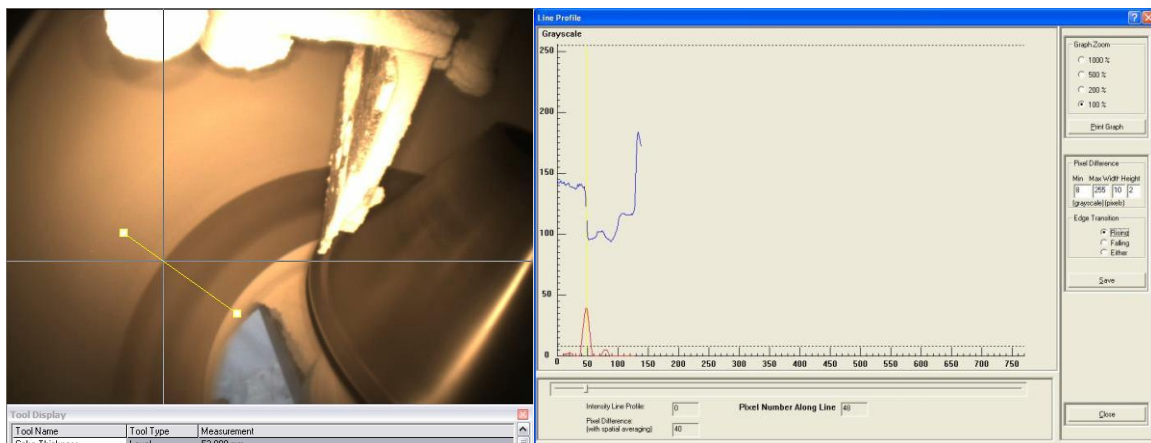 Line Profile
Grayscale
250
200
150
100
50
0
0 50 100 150 200 250 300 350 400 450 500 550 600 650 700 750
Graph Zoom
1000 %
500 %
200 %
100 %
Print Graph
Pixel Difference
Min Max Width Height
8 255 10 2
(grayscale) (pixels)
Edge Transition
Rising
Falling
Either
Save
Intensity Line Profile: 0
Pixel Number Along Line 48
Pixel Difference:
(with spatial averaging) 40
Close
Tool Display
Tool Name Tool Type Measurement